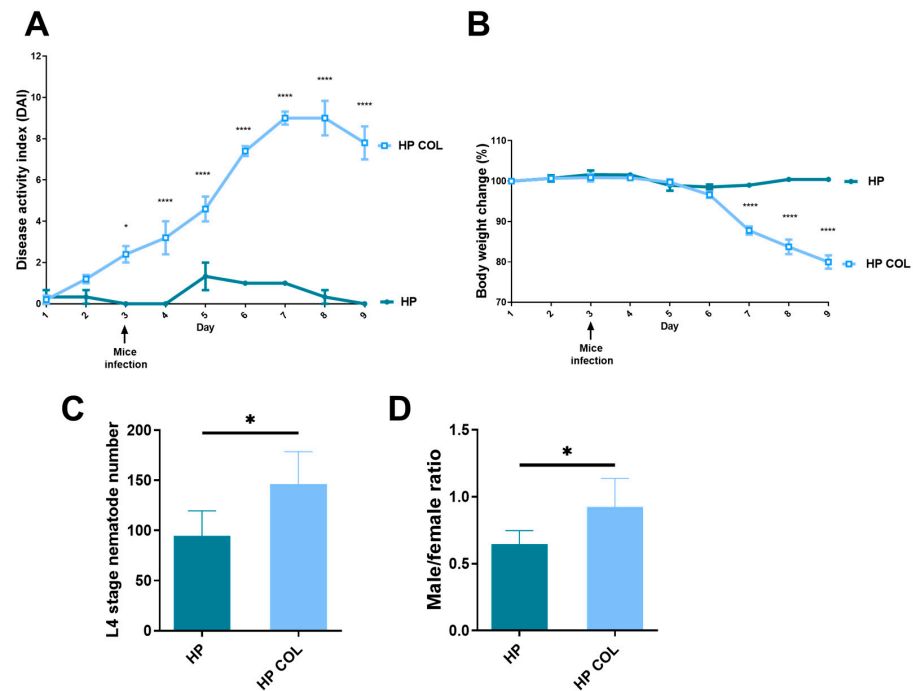 A
Disease activity index (DAI)
12
10
8
6
4
2
0
*
****
****
****
****
****
****
HP COL
HP
1
2
3
4
5
6
7
8
9
Day
Mice
infection
B
Body weight change (%)
110
100
90
80
70
HP
****
****
****
HP COL
1
2
3
4
5
6
7
8
9
Day
Mice
infection
C
L4 stage nematode number
200
150
100
50
0
*
HP
HP COL
D
Male/female ratio
1.5
1.0
0.5
0.0
*
HP
HP COL